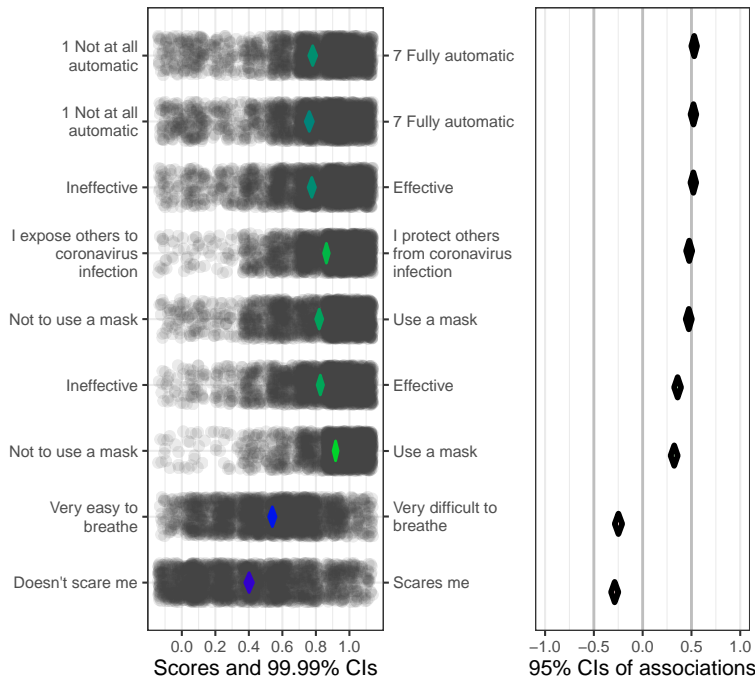 1 Not at all
automatic
7 Fully automatic
1 Not at all
automatic
7 Fully automatic
Ineffective
Effective
I expose others to
coronavirus
infection
I protect others
from coronavirus
infection
Not to use a mask
Use a mask
Ineffective
Effective
Not to use a mask
Use a mask
Very easy to
breathe
Very difficult to
breathe
Doesn't scare me
Scares me
0.0 0.2 0.4 0.6 0.8 1.0
Scores and 99.99% CIs
−1.0 −0.5 0.0 0.5 1.0
95% CIs of associations